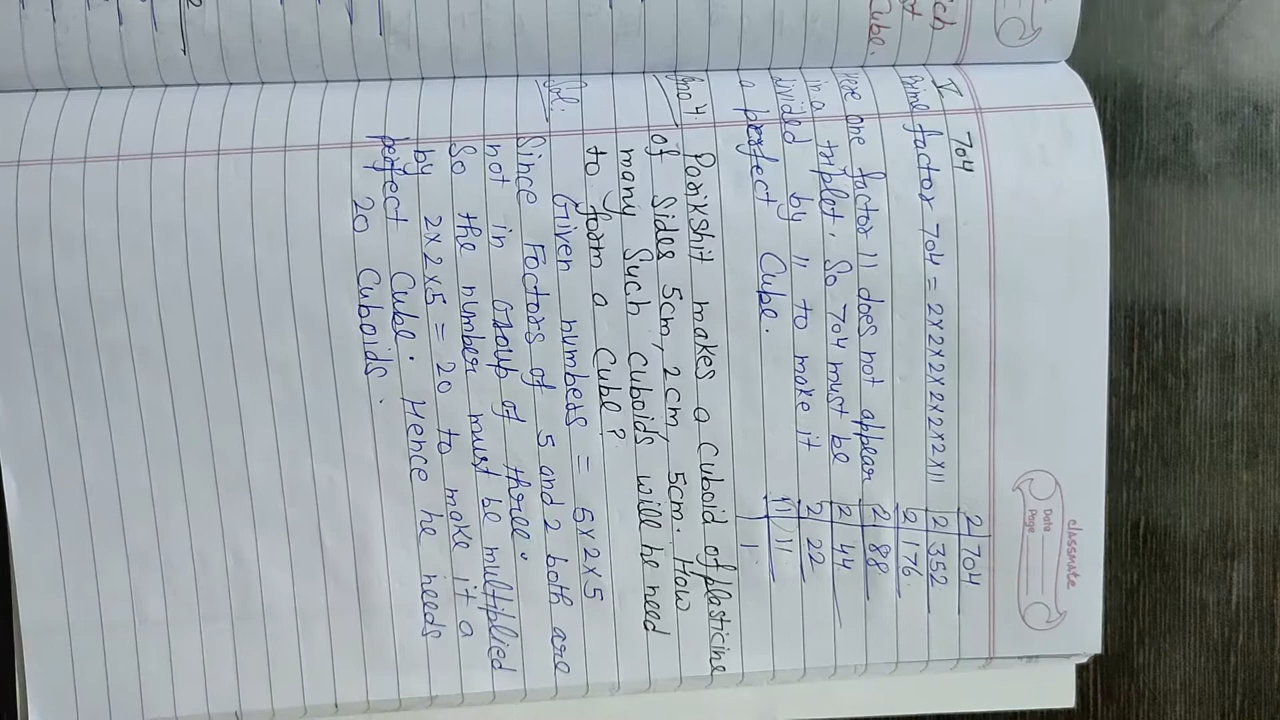 classmate
Date
Page
V 704
Prime factor 704 = 2×2×2×2×2×2×11
Here one factor 11 does not appear
in a triplet. So 704 must be
divided by 11 to make it
a perfect Cube.
2 704
2 352
2 176
2 88
2 44
2 22
11 11
1
Qno 4. Parikshit makes a Cuboid of plasticine
of Sides 5cm, 2cm, 5cm. How
many Such cuboids will he need
to form a Cube?
Sol. Given numbers = 5×2×5
Since Factors of 5 and 2 both are
not in Group of three.
So the number must be multiplied
by 2×2×5 = 20 to make it a
perfect Cube. Hence he needs
20 Cuboids.
ich
Cube.